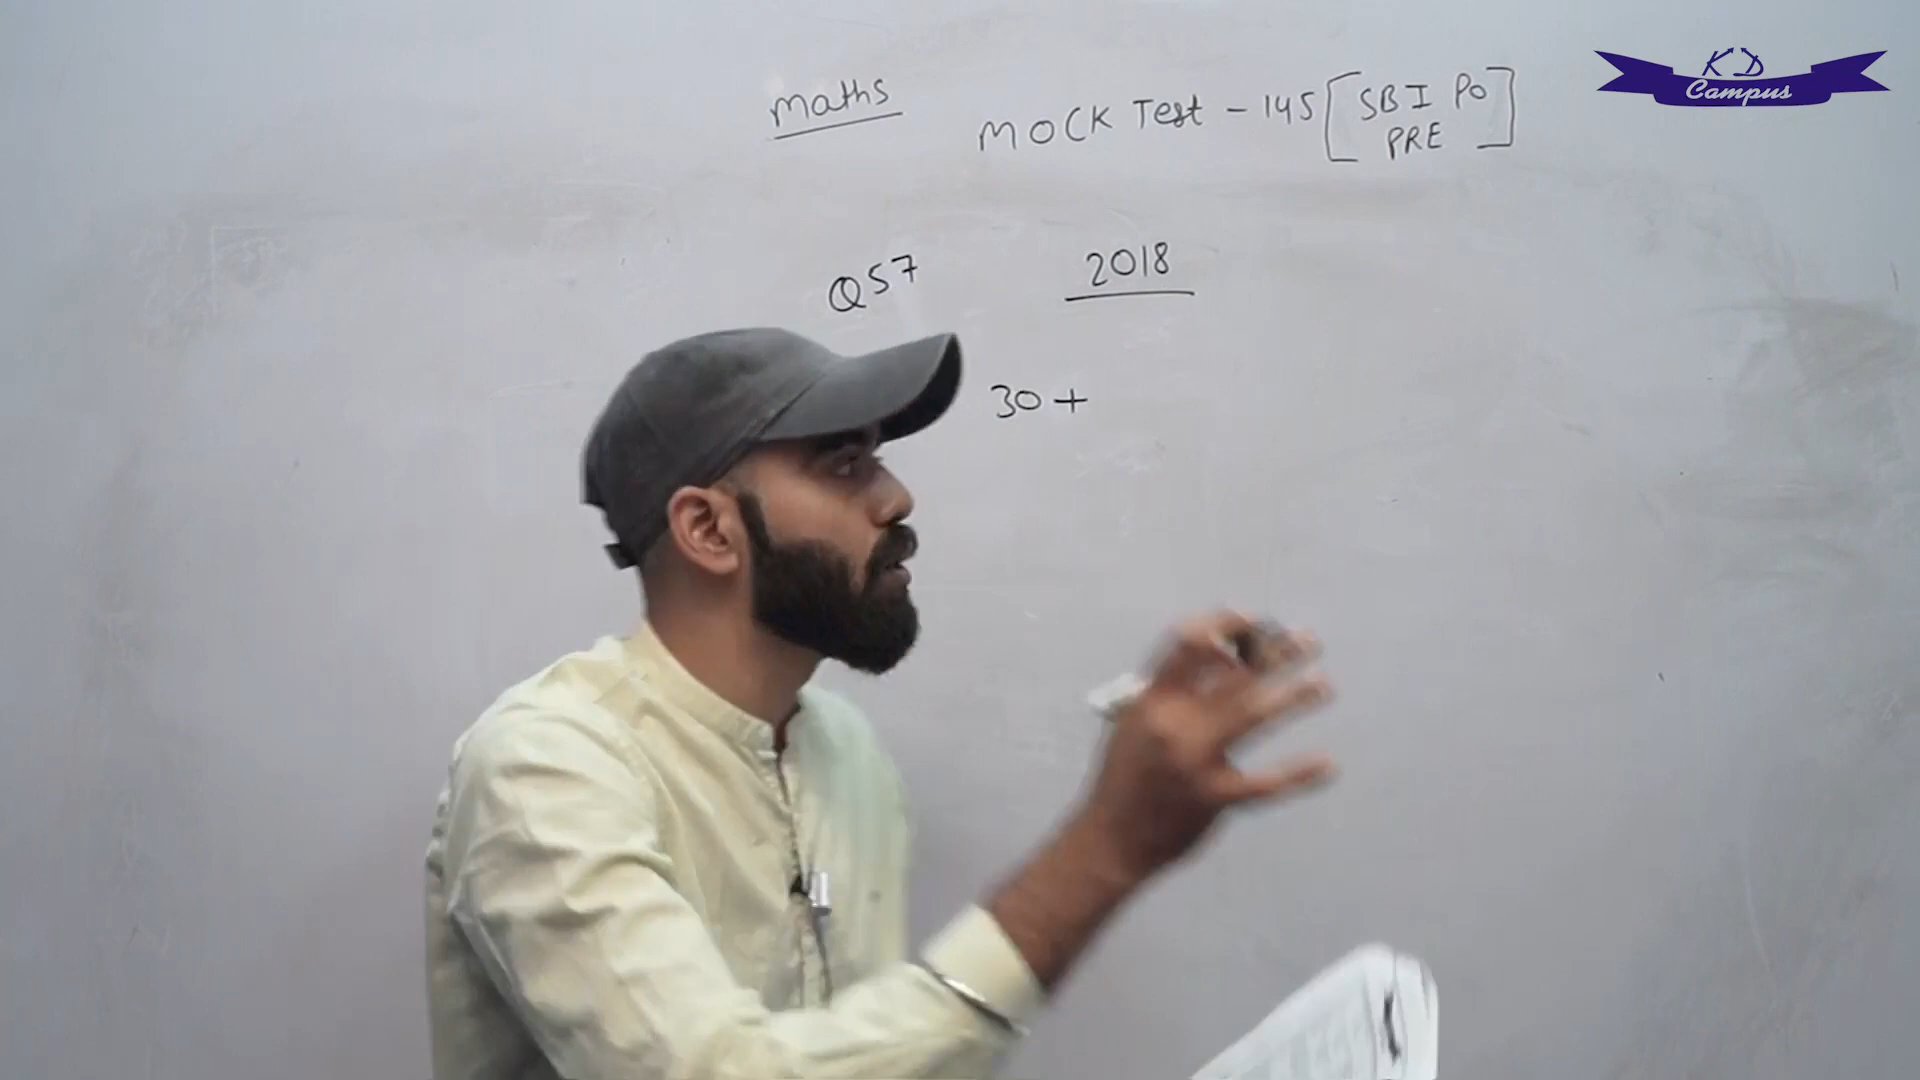 KD
Campus
Maths
MOCK Test - 145 [SBI PO
PRE]
Q57
2018
30+